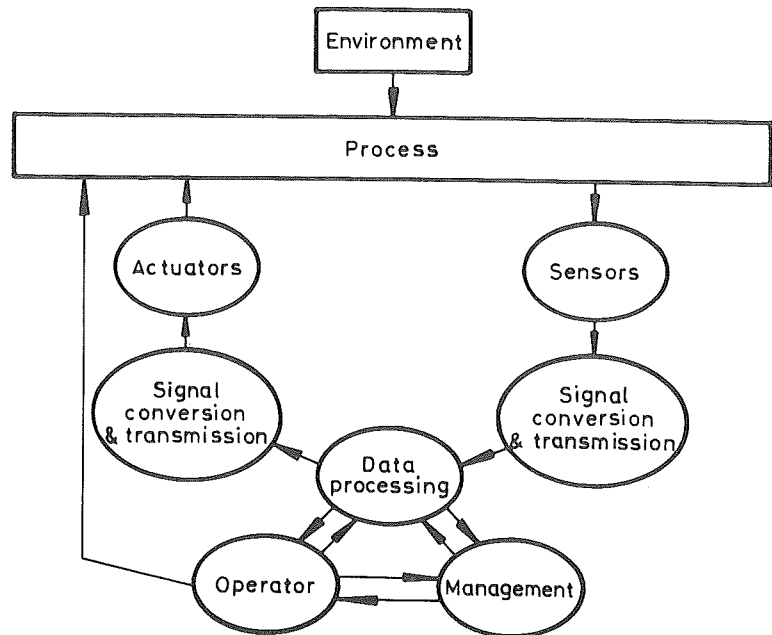 Environment
Process
Actuators
Sensors
Signal
conversion
& transmission
Signal
conversion
& transmission
Data
processing
Operator
Management